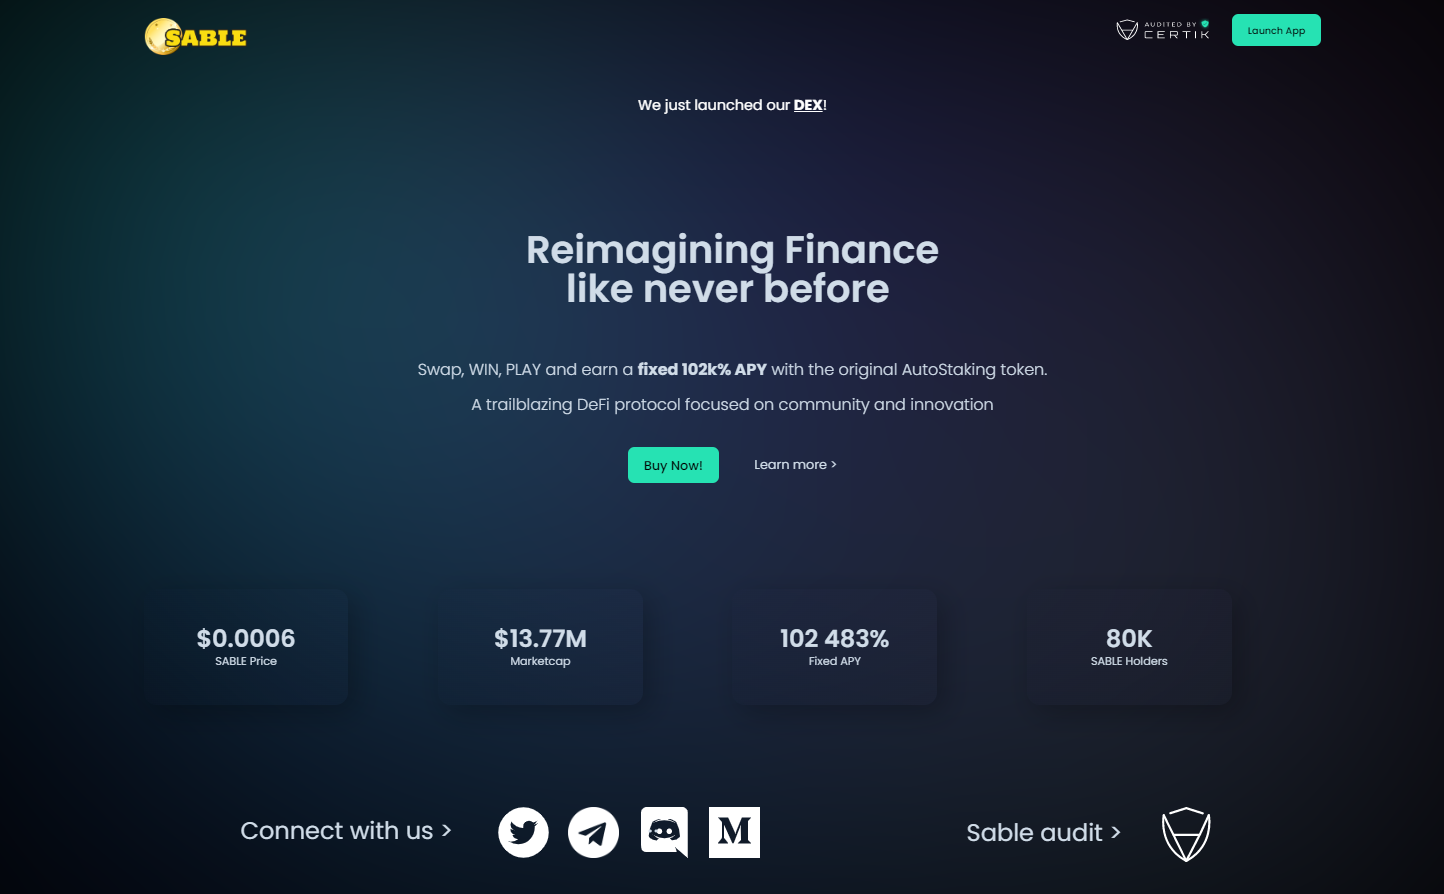 SABLE
AUDITED BY
CERTIK
Launch App
We just launched our DEX!
Reimagining Finance
like never before
Swap, WIN, PLAY and earn a fixed 102k% APY with the original AutoStaking token.
A trailblazing DeFi protocol focused on community and innovation
Buy Now!
Learn more >
$0.0006
SABLE Price
$13.77M
Marketcap
102 483%
Fixed APY
80K
SABLE Holders
Connect with us >
M
Sable audit >